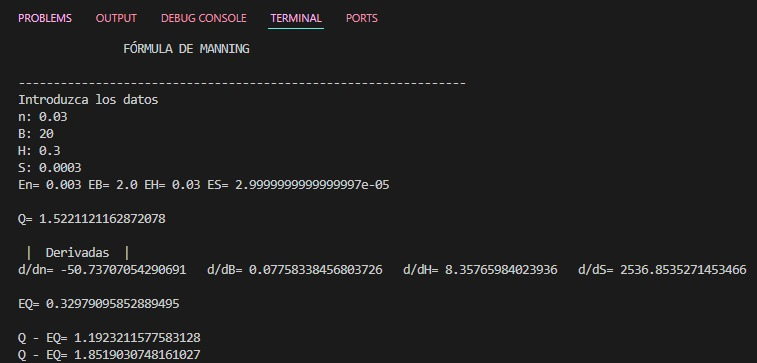 PROBLEMS OUTPUT DEBUG CONSOLE TERMINAL PORTS
FÓRMULA DE MANNING
----------------------------------------------------------------
Introduzca los datos
n: 0.03
B: 20
H: 0.3
S: 0.0003
En= 0.003 EB= 2.0 EH= 0.03 ES= 2.9999999999999997e-05
Q= 1.5221121162872078
| Derivadas |
d/dn= -50.73707054290691 d/dB= 0.07758338456803726 d/dH= 8.35765984023936 d/dS= 2536.8535271453466
EQ= 0.32979095852889495
Q - EQ= 1.1923211577583128
Q - EQ= 1.8519030748161027